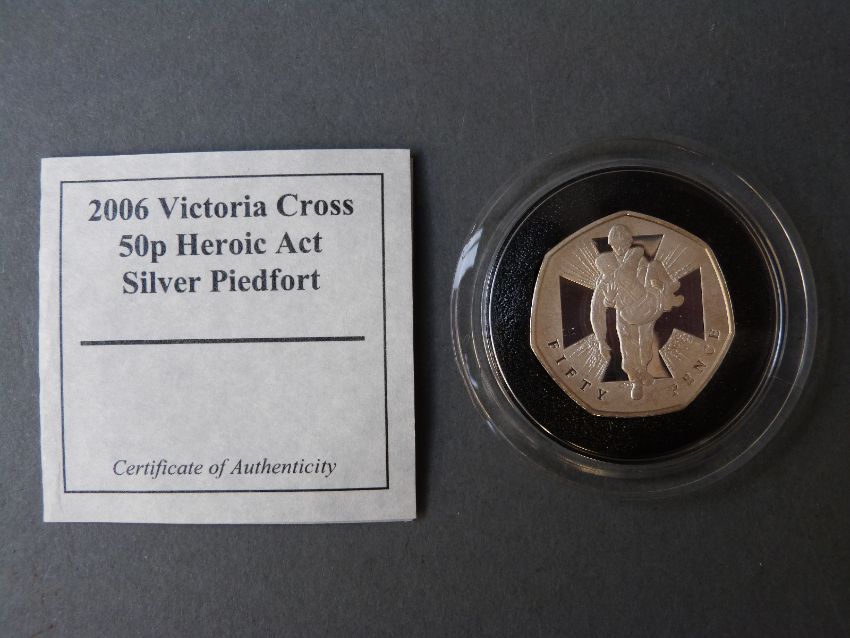 2006 Victoria Cross
50p Heroic Act
Silver Piedfort
Certificate of Authenticity
FIFTY PENCE